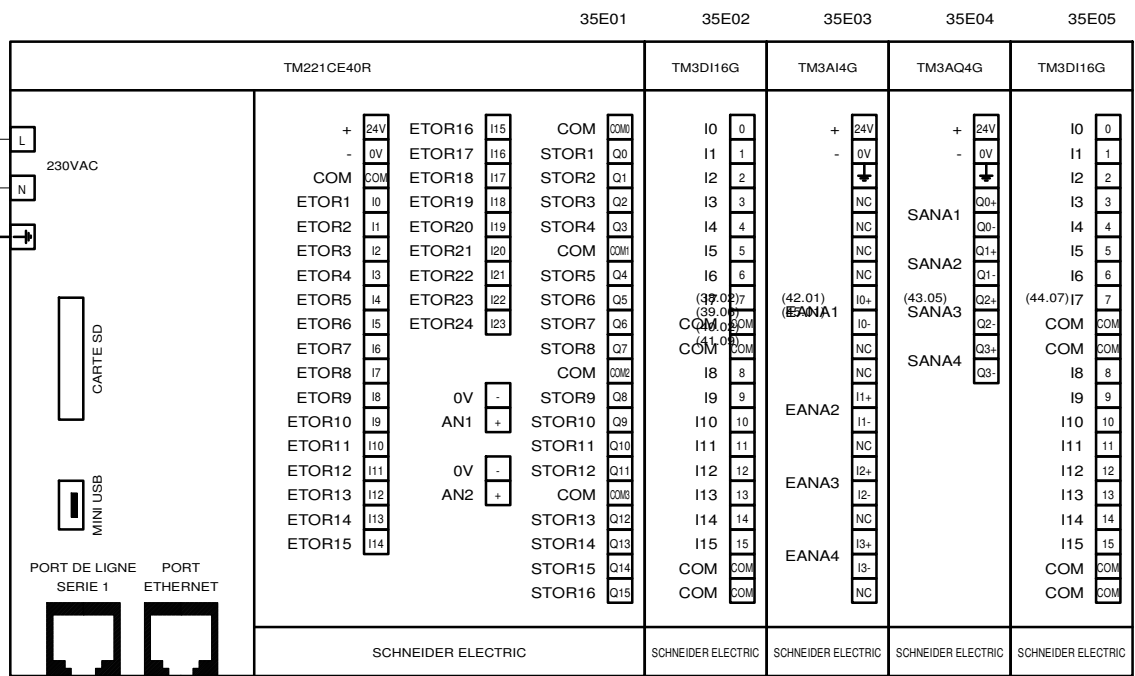 35E01 35E02 35E03 35E04 35E05
TM221CE40R TM3DI16G TM3AI4G TM3AQ4G TM3DI16G
+ 24V ETOR16 I15 COM COM0 I0 0 + 24V + 24V I0 0
L
- 0V ETOR17 I16 STOR1 Q0 I1 1 - 0V - 0V I1 1
230VAC
COM COM ETOR18 I17 STOR2 Q1 I2 2 I2 2
N
ETOR1 I0 ETOR19 I18 STOR3 Q2 I3 3 NC Q0+ I3 3
SANA1
ETOR2 I1 ETOR20 I19 STOR4 Q3 I4 4 NC Q0- I4 4
ETOR3 I2 ETOR21 I20 COM COM1 I5 5 NC Q1+ I5 5
SANA2
ETOR4 I3 ETOR22 I21 STOR5 Q4 I6 6 NC Q1- I6 6
ETOR5 I4 ETOR23 I22 STOR6 Q5 (38.02) I7 7 (42.01) I0+ (43.05) Q2+ (44.07) I7 7
(39.06) EANA1 (45.01) SANA3
ETOR6 I5 ETOR24 I23 STOR7 Q6 (40.02) COM COM I0- Q2- COM COM
(41.09)
ETOR7 I6 STOR8 Q7 COM COM NC Q3+ COM COM
SANA4
ETOR8 I7 COM COM2 I8 8 NC Q3- I8 8
CARTE SD
ETOR9 I8 0V - STOR9 Q8 I9 9 I1+ I9 9
EANA2
ETOR10 I9 AN1 + STOR10 Q9 I10 10 I1- I10 10
ETOR11 I10 STOR11 Q10 I11 11 NC I11 11
ETOR12 I11 0V - STOR12 Q11 I12 12 I2+ I12 12
EANA3
ETOR13 I12 AN2 + COM COM3 I13 13 I2- I13 13
MINI USB
ETOR14 I13 STOR13 Q12 I14 14 NC I14 14
ETOR15 I14 STOR14 Q13 I15 15 I3+ I15 15
EANA4
PORT DE LIGNE PORT
STOR15 Q14 COM COM I3- COM COM
SERIE 1 ETHERNET
STOR16 Q15 COM COM NC COM COM
SCHNEIDER ELECTRIC SCHNEIDER ELECTRIC SCHNEIDER ELECTRIC SCHNEIDER ELECTRIC SCHNEIDER ELECTRIC